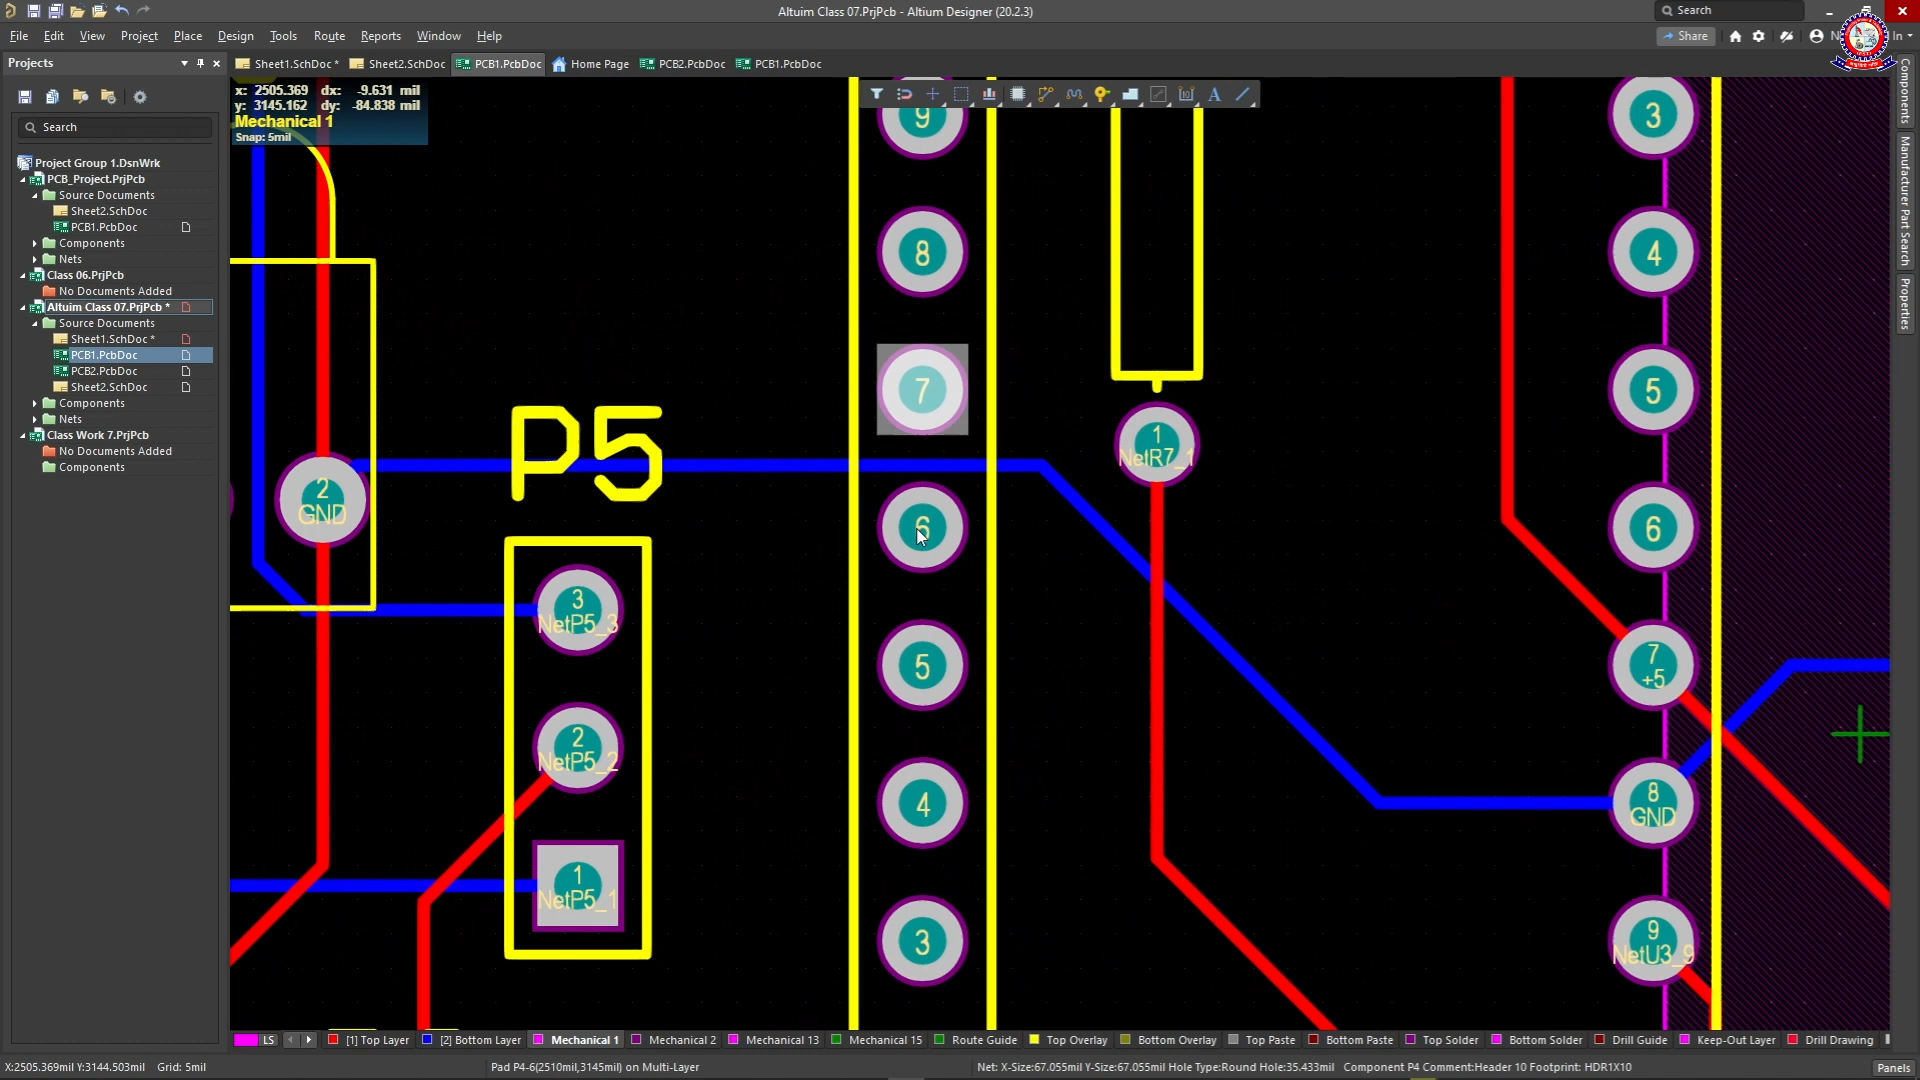 Altuim Class 07.PrjPcb - Altium Designer (20.2.3)
Search
File Edit View Project Place Design Tools Route Reports Window Help
Share
Projects
Sheet1.SchDoc *
Sheet2.SchDoc
PCB1.PcbDoc
Home Page
PCB2.PcbDoc
PCB1.PcbDoc
Search
Project Group 1.DsnWrk
PCB_Project.PrjPcb
Source Documents
Sheet2.SchDoc
PCB1.PcbDoc
Components
Nets
Class 06.PrjPcb
No Documents Added
Altuim Class 07.PrjPcb *
Source Documents
Sheet1.SchDoc *
PCB1.PcbDoc
PCB2.PcbDoc
Sheet2.SchDoc
Components
Nets
Class Work 7.PrjPcb
No Documents Added
Components
x: 2505.369 dx: -9.631 mil
y: 3145.162 dy: -84.838 mil
Mechanical 1
Snap: 5mil
2
GND
P5
3
NetP5_3
2
NetP5_2
1
NetP5_1
9
8
7
6
5
4
3
1
NetR7_1
3
4
5
6
7
+5
8
GND
9
NetU3_9
Components
Manufacturer Part Search
Properties
LS
[1] Top Layer
[2] Bottom Layer
Mechanical 1
Mechanical 2
Mechanical 13
Mechanical 15
Route Guide
Top Overlay
Bottom Overlay
Top Paste
Bottom Paste
Top Solder
Bottom Solder
Drill Guide
Keep-Out Layer
Drill Drawing
X:2505.369mil Y:3144.503mil Grid: 5mil
Pad P4-6(2510mil,3145mil) on Multi-Layer
Net: X-Size:67.055mil Y-Size:67.055mil Hole Type:Round Hole:35.433mil Component P4 Comment:Header 10 Footprint: HDR1X10
Panels